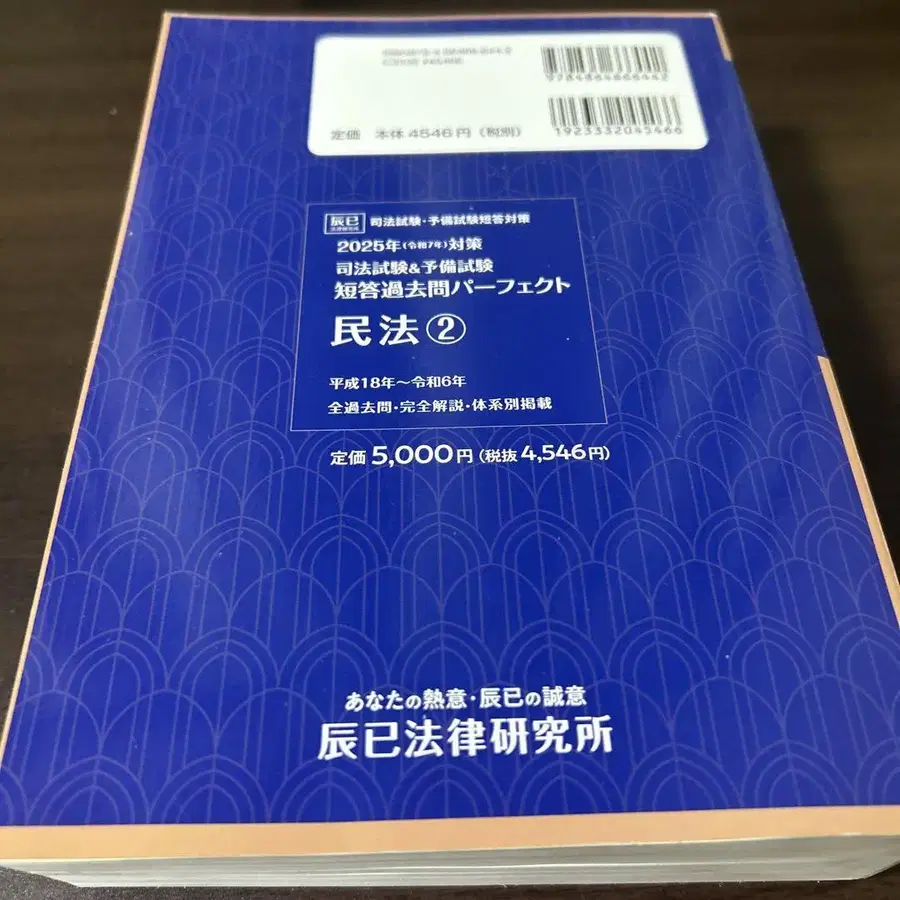 9784864666442
1923332045466
定価 本体 4546 円 (税別)
辰已 司法試験・予備試験短答対策
2025年(令和7年)対策
司法試験&予備試験
短答過去問パーフェクト
民法②
平成18年～令和6年
全過去問・完全解説・体系別掲載
定価 5,000円 (税抜 4,546円)
あなたの熱意・辰已の誠意
辰已法律研究所